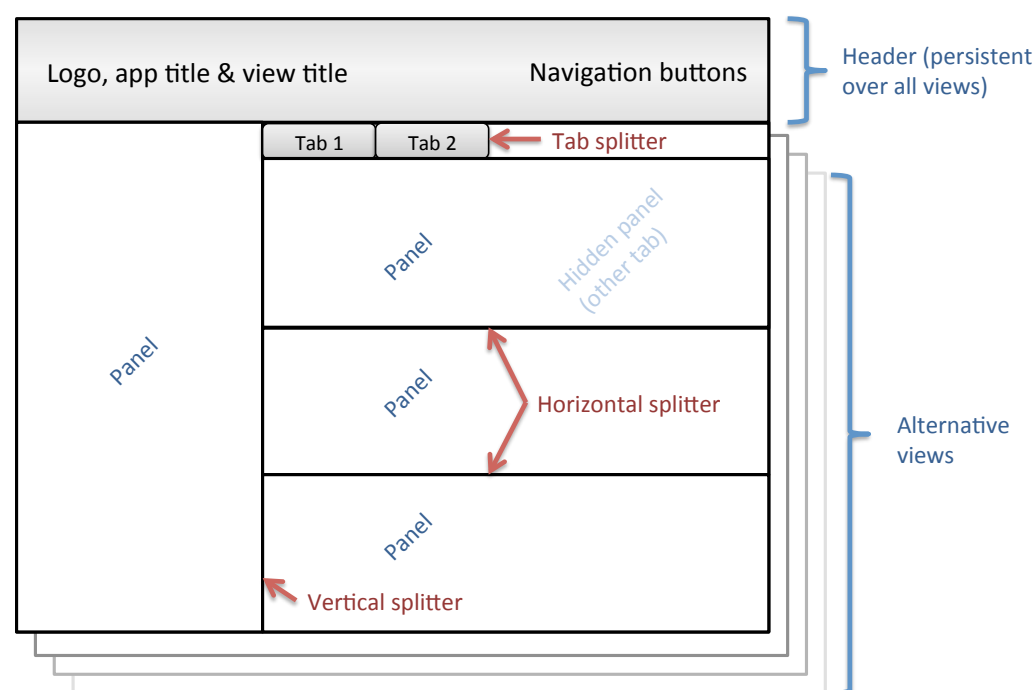 Logo, app title & view title
Navigation buttons
Header (persistent
over all views)
Tab 1
Tab 2
Tab splitter
Panel
Hidden panel
(other tab)
Panel
Panel
Horizontal splitter
Alternative
views
Panel
Vertical splitter